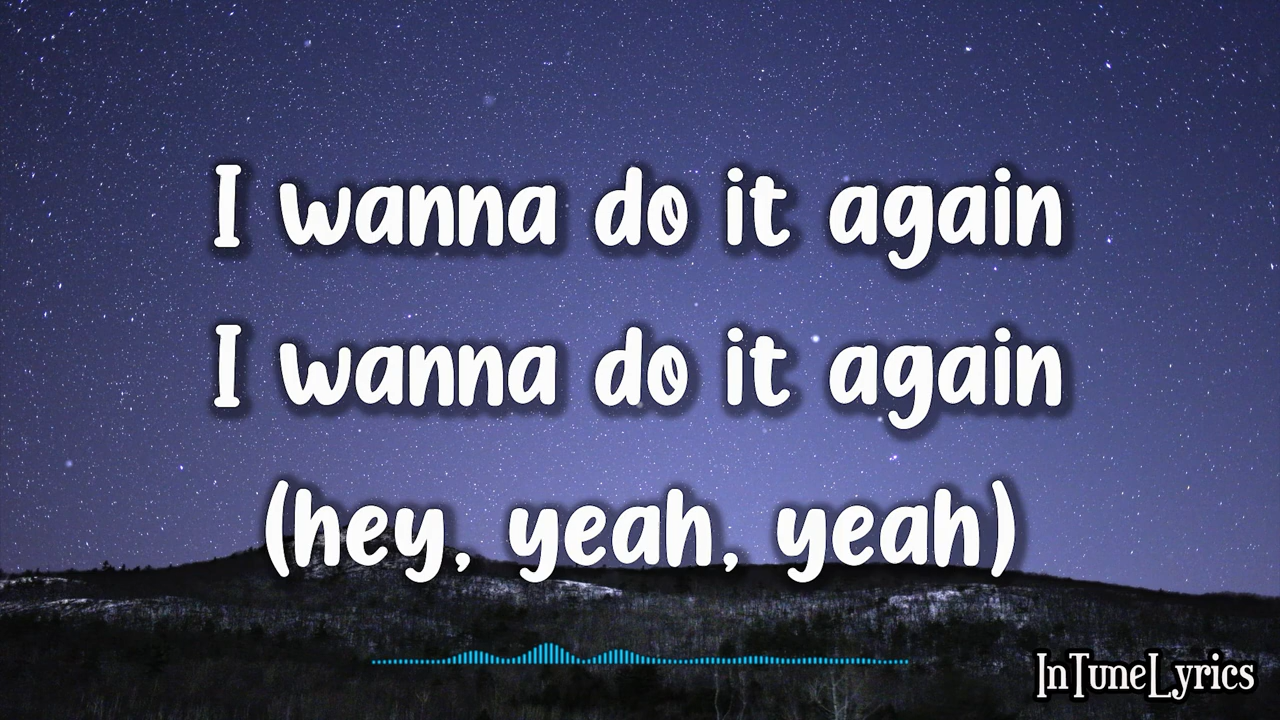 I wanna do it again
I wanna do it again
(hey, yeah, yeah)
InTuneLyrics